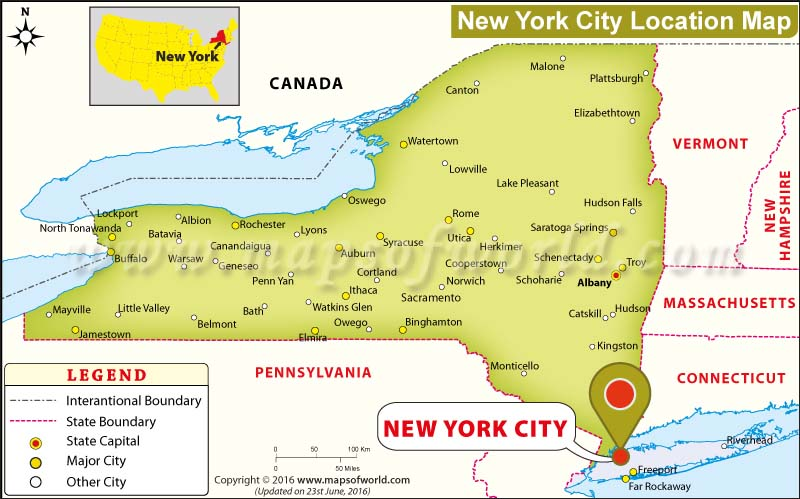 New York City Location Map
N
New York
CANADA
Malone
Plattsburgh
Canton
Elizabethtown
Watertown
VERMONT
NEW HAMPSHIRE
Lowville
Lake Pleasant
Oswego
Hudson Falls
Lockport
Albion
Rome
North Tonawanda
Rochester
Lyons
Saratoga Springs
Batavia
Syracuse
Utica
Herkimer
Canandaigua
Auburn
Buffalo
Warsaw
Geneseo
Schenectady
Troy
Cooperstown
Penn Yan
Cortland
Norwich
Schoharie
Albany
www.mapsofworld.com
Ithaca
Sacramento
MASSACHUSETTS
Mayville
Little Valley
Bath
Watkins Glen
Catskill
Hudson
Belmont
Jamestown
Elmira
Owego
Binghamton
Kingston
PENNSYLVANIA
Monticello
CONNECTICUT
LEGEND
Interantional Boundary
State Boundary
State Capital
Major City
Other City
NEW YORK CITY
Riverhead
Freeport
Far Rockaway
0 50 100 Km
0 50 Miles
Copyright © 2016 www.mapsofworld.com
(Updated on 23st June, 2016)